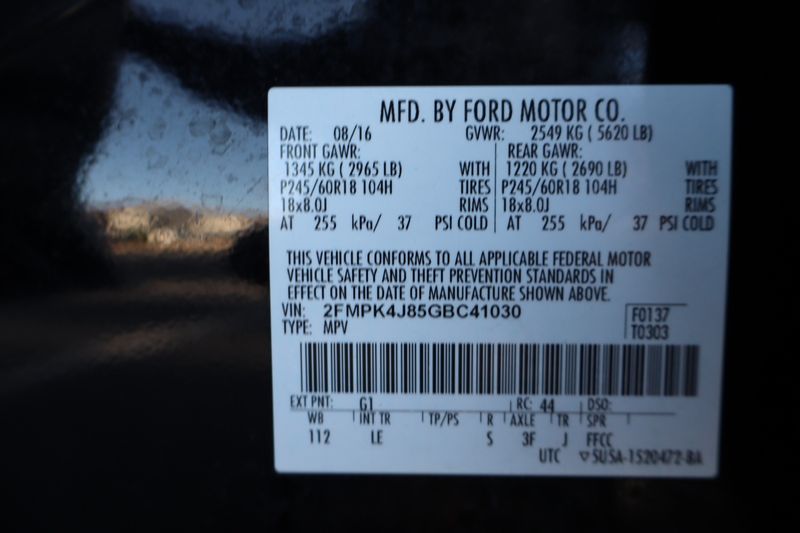 MFD. BY FORD MOTOR CO.
DATE: 08/16 GVWR: 2549 KG ( 5620 LB)
FRONT GAWR: REAR GAWR:
1345 KG ( 2965 LB) WITH 1220 KG ( 2690 LB) WITH
P245/60R18 104H TIRES P245/60R18 104H TIRES
18x8.0J RIMS 18x8.0J RIMS
AT 255 kPa/ 37 PSI COLD AT 255 kPa/ 37 PSI COLD
THIS VEHICLE CONFORMS TO ALL APPLICABLE FEDERAL MOTOR
VEHICLE SAFETY AND THEFT PREVENTION STANDARDS IN
EFFECT ON THE DATE OF MANUFACTURE SHOWN ABOVE.
VIN: 2FMPK4J85GBC41030 F0137
TYPE: MPV T0303
EXT PNT: G1 RC: 44 DSO:
WB INT TR TP/PS R AXLE TR SPR
112 LE S 3F J FFCC
UTC ▽5U5A-1520472-BA